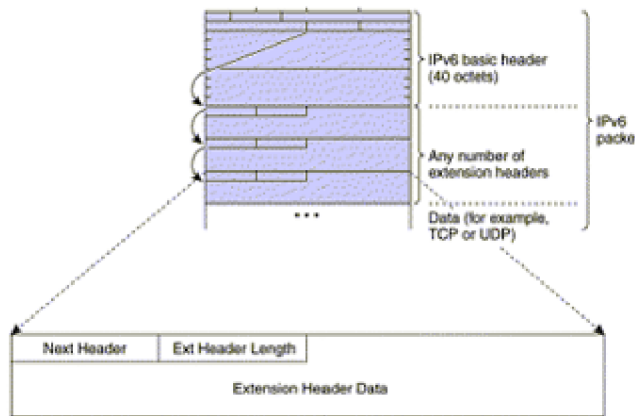 IPv6 basic header
(40 octets)
IPv6
packe
Any number of
extension headers
Data (for example,
TCP or UDP)
Next Header
Ext Header Length
Extension Header Data